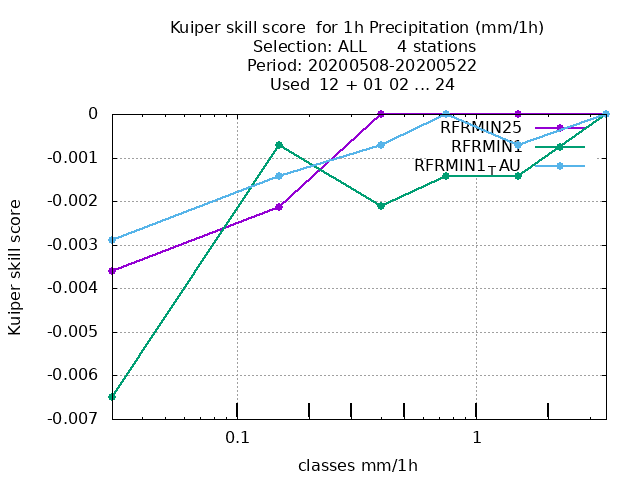 Kuiper skill score  for 1h Precipitation (mm/1h)
Selection: ALL      4 stations
Period: 20200508-20200522
Used  12 + 01 02 ... 24
0
-0.001
-0.002
-0.003
-0.004
-0.005
-0.006
-0.007
Kuiper skill score
RFRMIN25
RFRMIN1
RFRMIN1TAU
0.1
1
classes mm/1h